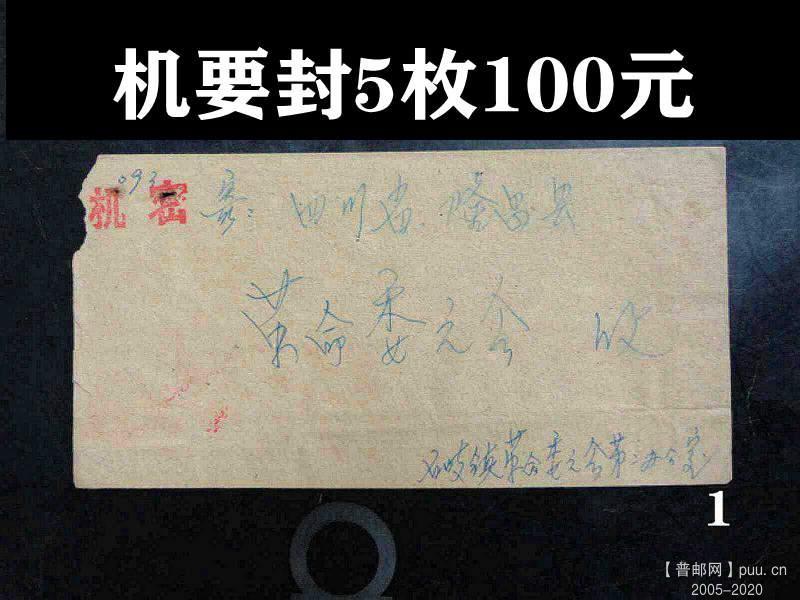 机要封5枚100元
093
机密 寄：四川省 隆昌县
革命委员会 收
石岐镇革命委员会第三办公室
1
【普邮网】puu.cn
2005-2020